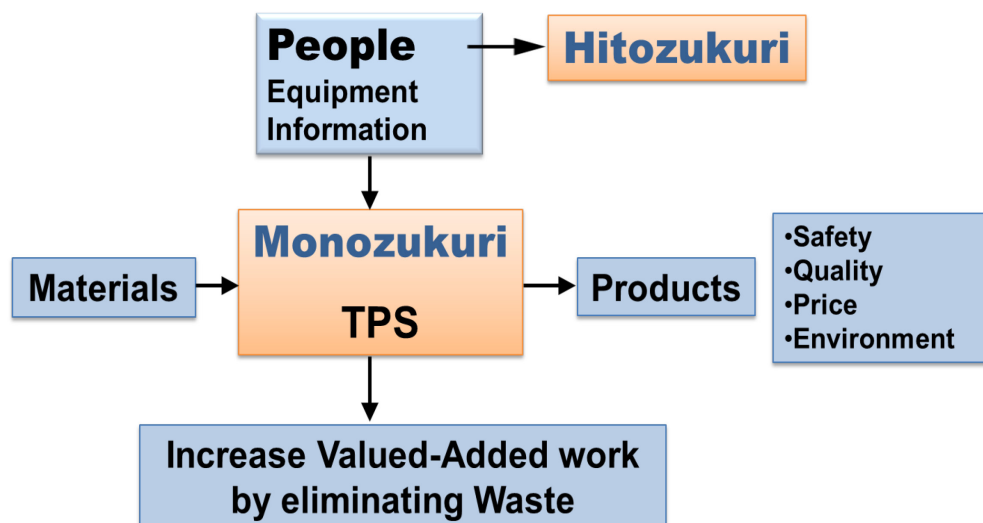 People
Equipment
Information
Hitozukuri
Materials
Monozukuri
TPS
Products
•Safety
•Quality
•Price
•Environment
Increase Valued-Added work
by eliminating Waste